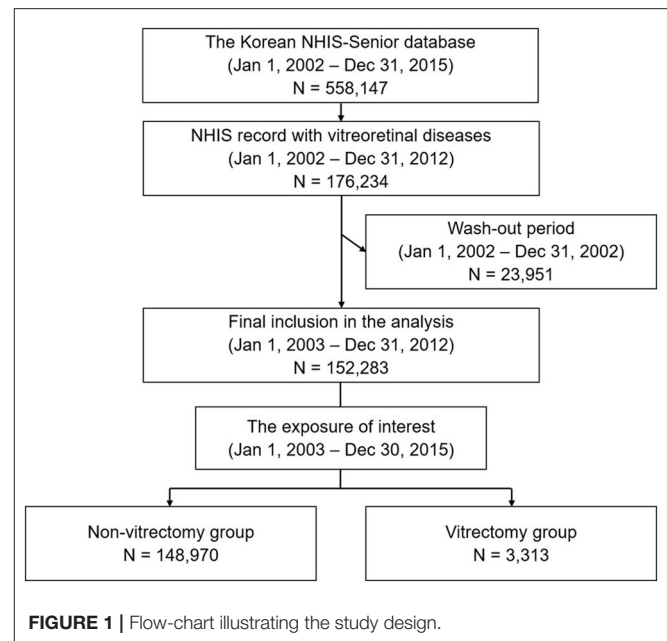 The Korean NHIS-Senior database
(Jan 1, 2002 – Dec 31, 2015)
N = 558,147
NHIS record with vitreoretinal diseases
(Jan 1, 2002 – Dec 31, 2012)
N = 176,234
Wash-out period
(Jan 1, 2002 – Dec 31, 2002)
N = 23,951
Final inclusion in the analysis
(Jan 1, 2003 – Dec 31, 2012)
N = 152,283
The exposure of interest
(Jan 1, 2003 – Dec 30, 2015)
Non-vitrectomy group
N = 148,970
Vitrectomy group
N = 3,313
FIGURE 1 | Flow-chart illustrating the study design.